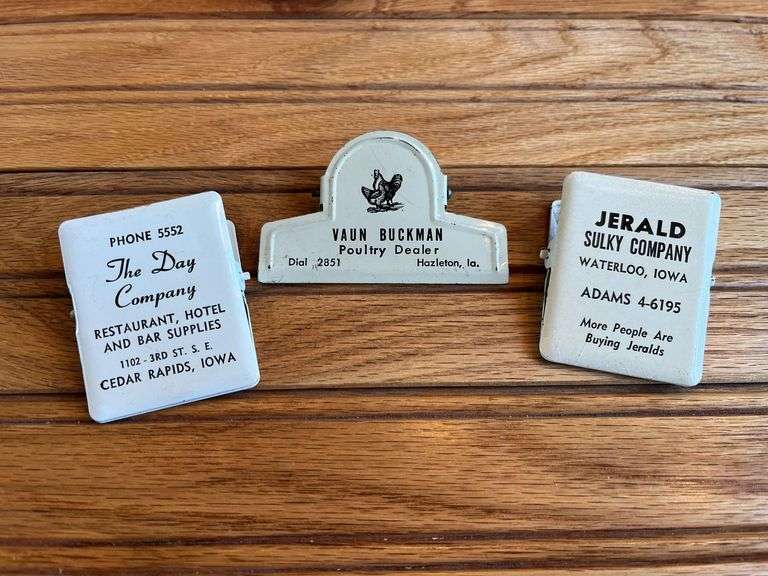 PHONE 5552
The Day
Company
RESTAURANT, HOTEL
AND BAR SUPPLIES
1102 - 3RD ST. S. E.
CEDAR RAPIDS, IOWA
VAUN BUCKMAN
Poultry Dealer
Dial 2851 Hazleton, Ia.
JERALD
SULKY COMPANY
WATERLOO, IOWA
ADAMS 4-6195
More People Are
Buying Jeralds